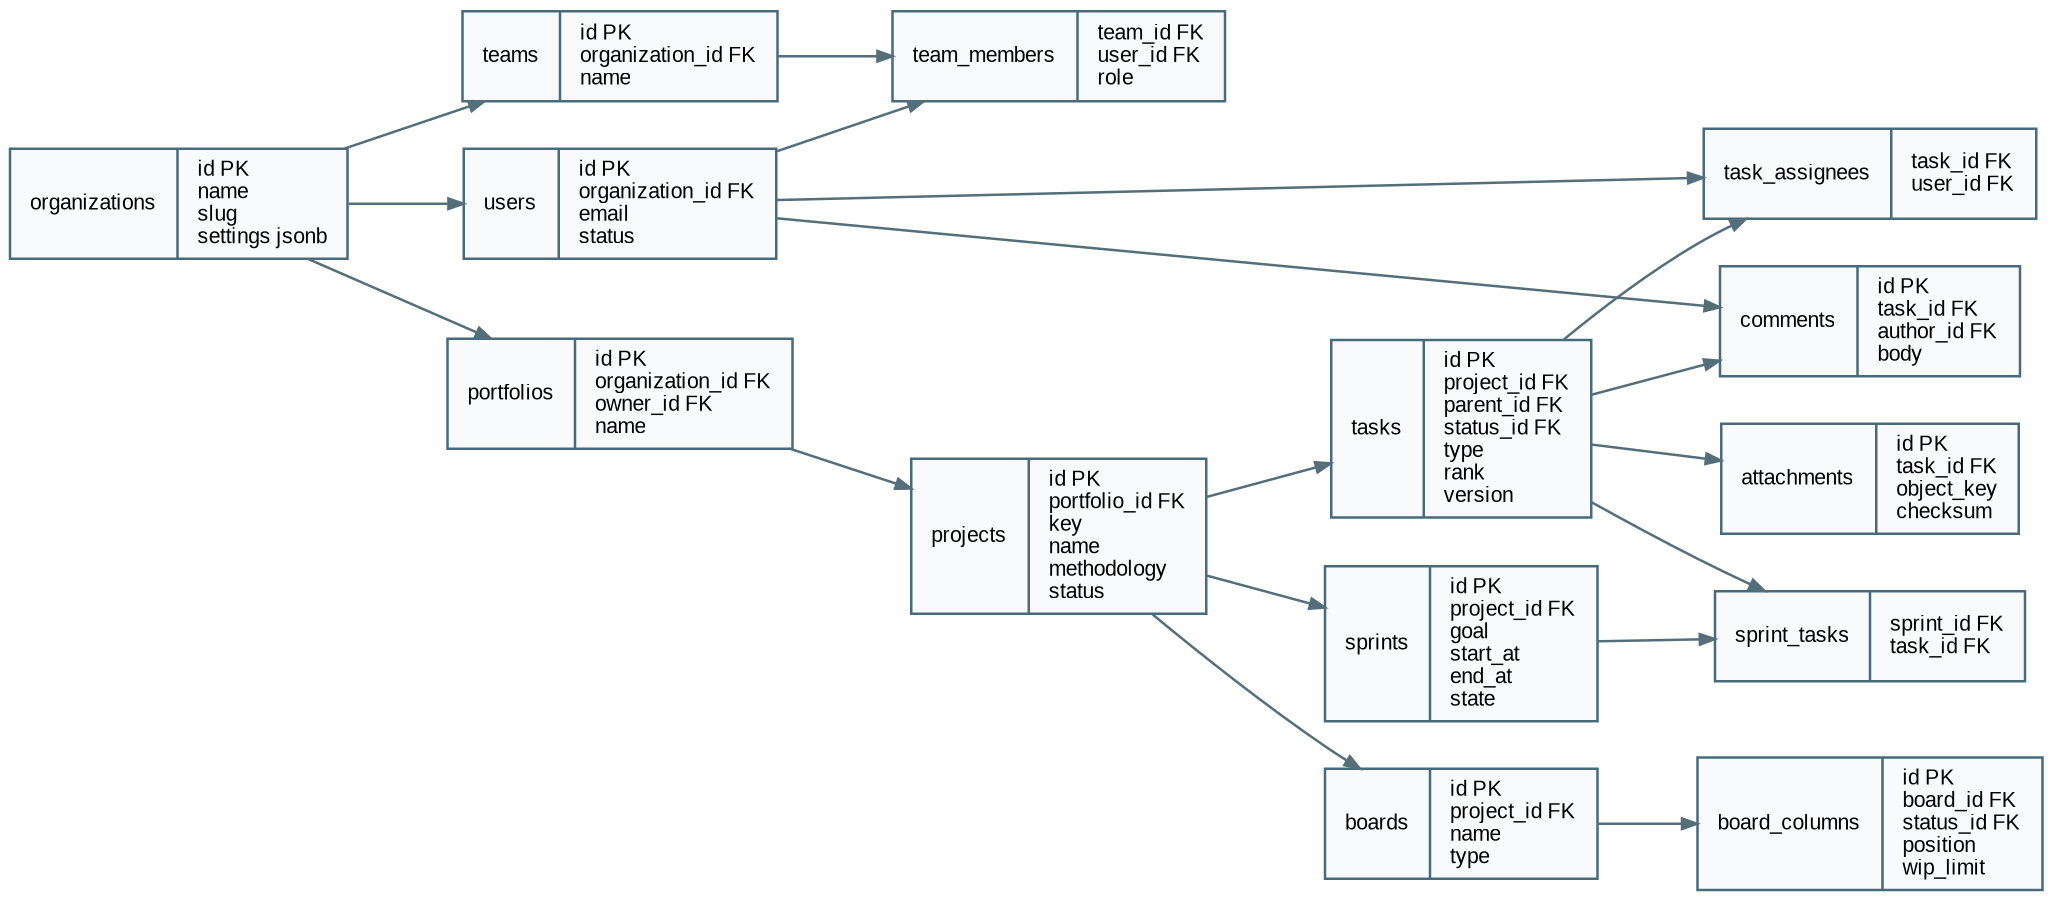 organizations
id PK
name
slug
settings jsonb
teams
id PK
organization_id FK
name
users
id PK
organization_id FK
email
status
portfolios
id PK
organization_id FK
owner_id FK
name
team_members
team_id FK
user_id FK
role
projects
id PK
portfolio_id FK
key
name
methodology
status
tasks
id PK
project_id FK
parent_id FK
status_id FK
type
rank
version
sprints
id PK
project_id FK
goal
start_at
end_at
state
boards
id PK
project_id FK
name
type
task_assignees
task_id FK
user_id FK
comments
id PK
task_id FK
author_id FK
body
attachments
id PK
task_id FK
object_key
checksum
sprint_tasks
sprint_id FK
task_id FK
board_columns
id PK
board_id FK
status_id FK
position
wip_limit